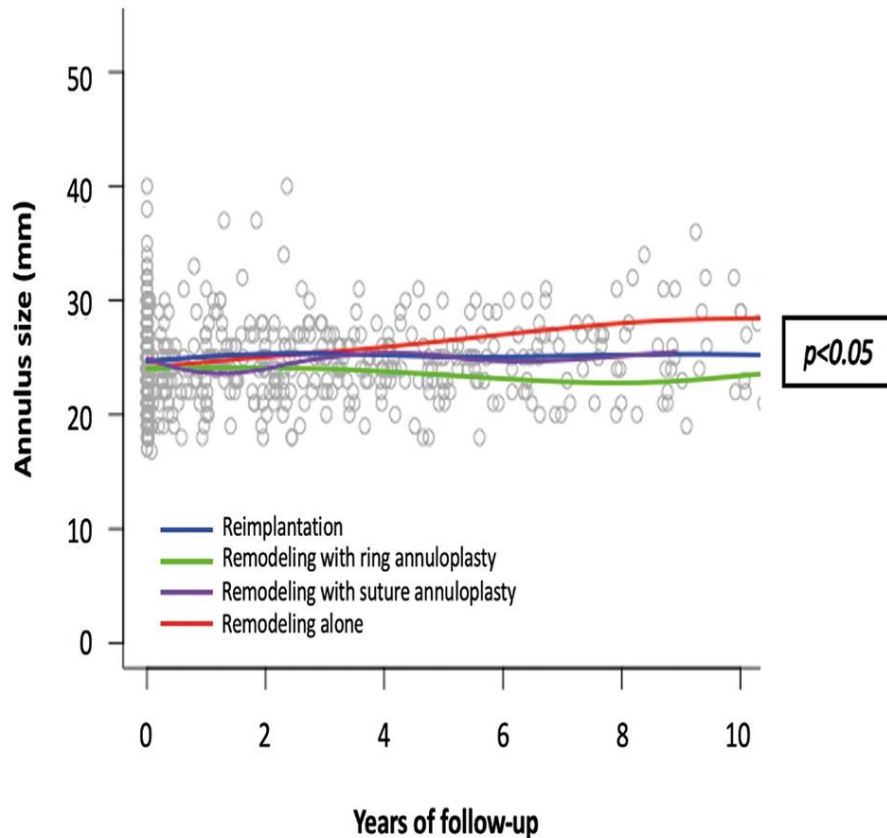 Annulus size (mm)
50
40
30
20
10
0
p<0.05
Reimplantation
Remodeling with ring annuloplasty
Remodeling with suture annuloplasty
Remodeling alone
0 2 4 6 8 10
Years of follow-up